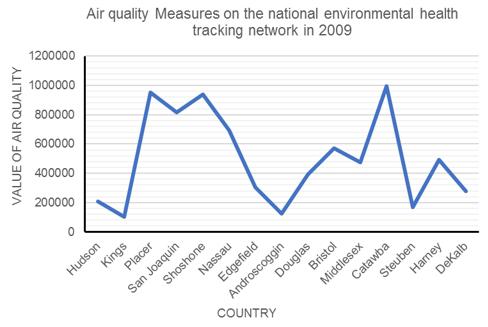 Air quality Measures on the national environmental health
tracking network in 2009
VALUE OF AIR QUALITY
1200000
1000000
800000
600000
400000
200000
0
Hudson
Kings
Placer
San Joaquin
Shoshone
Nassau
Edgefield
Androscoggin
Douglas
Bristol
Middlesex
Catawba
Steuben
Harney
DeKalb
COUNTRY